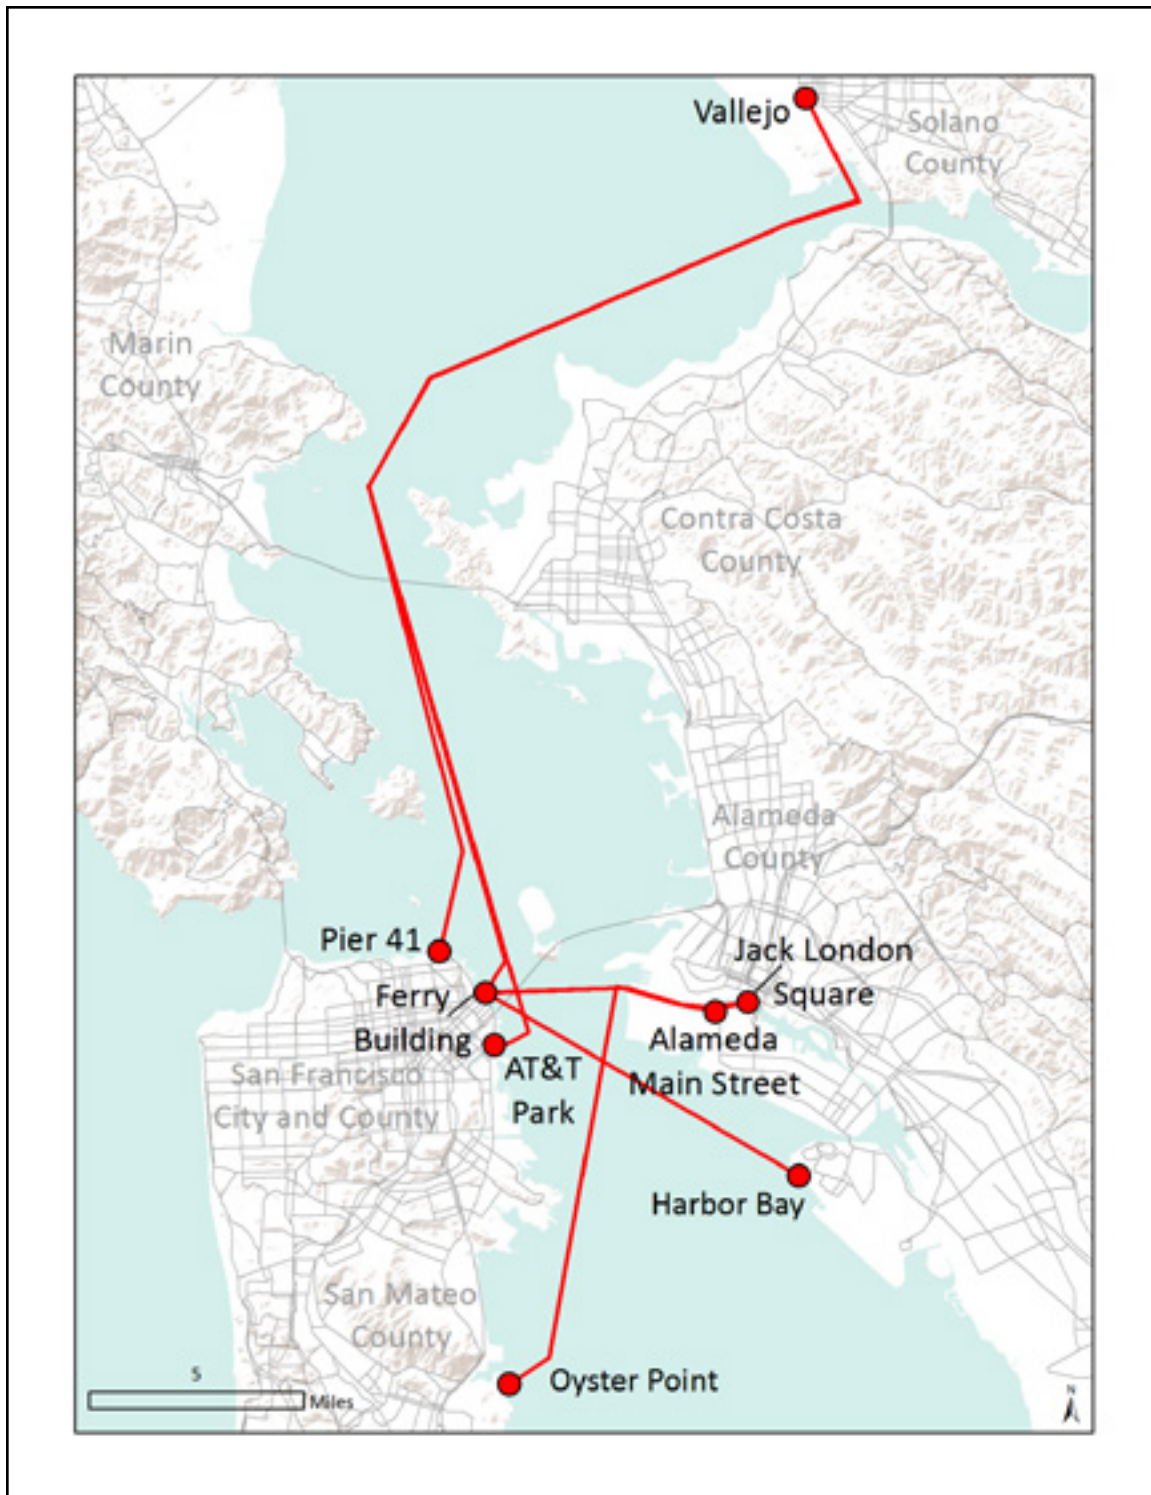 Vallejo
Solano
County
Marin
County
Contra Costa
County
Alameda
County
Pier 41
Jack London
Square
Ferry
Building
Alameda
Main Street
AT&T
Park
San Francisco
City and County
Harbor Bay
San Mateo
County
Oyster Point
5
Miles
N